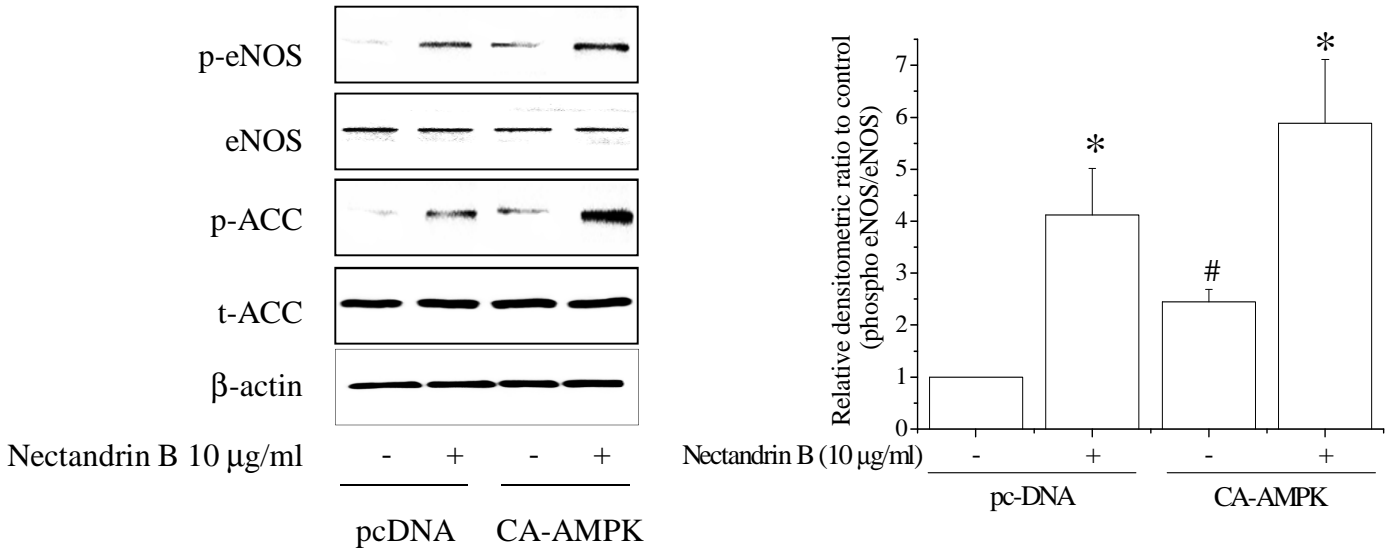 p-eNOS
eNOS
p-ACC
t-ACC
β-actin
Nectandrin B 10 μg/ml - + - +
pcDNA CA-AMPK
Relative densitometric ratio to control
(phospho eNOS/eNOS)
7
6
5
4
3
2
1
0
*
#
*
Nectandrin B (10 μg/ml) - + - +
pc-DNA CA-AMPK